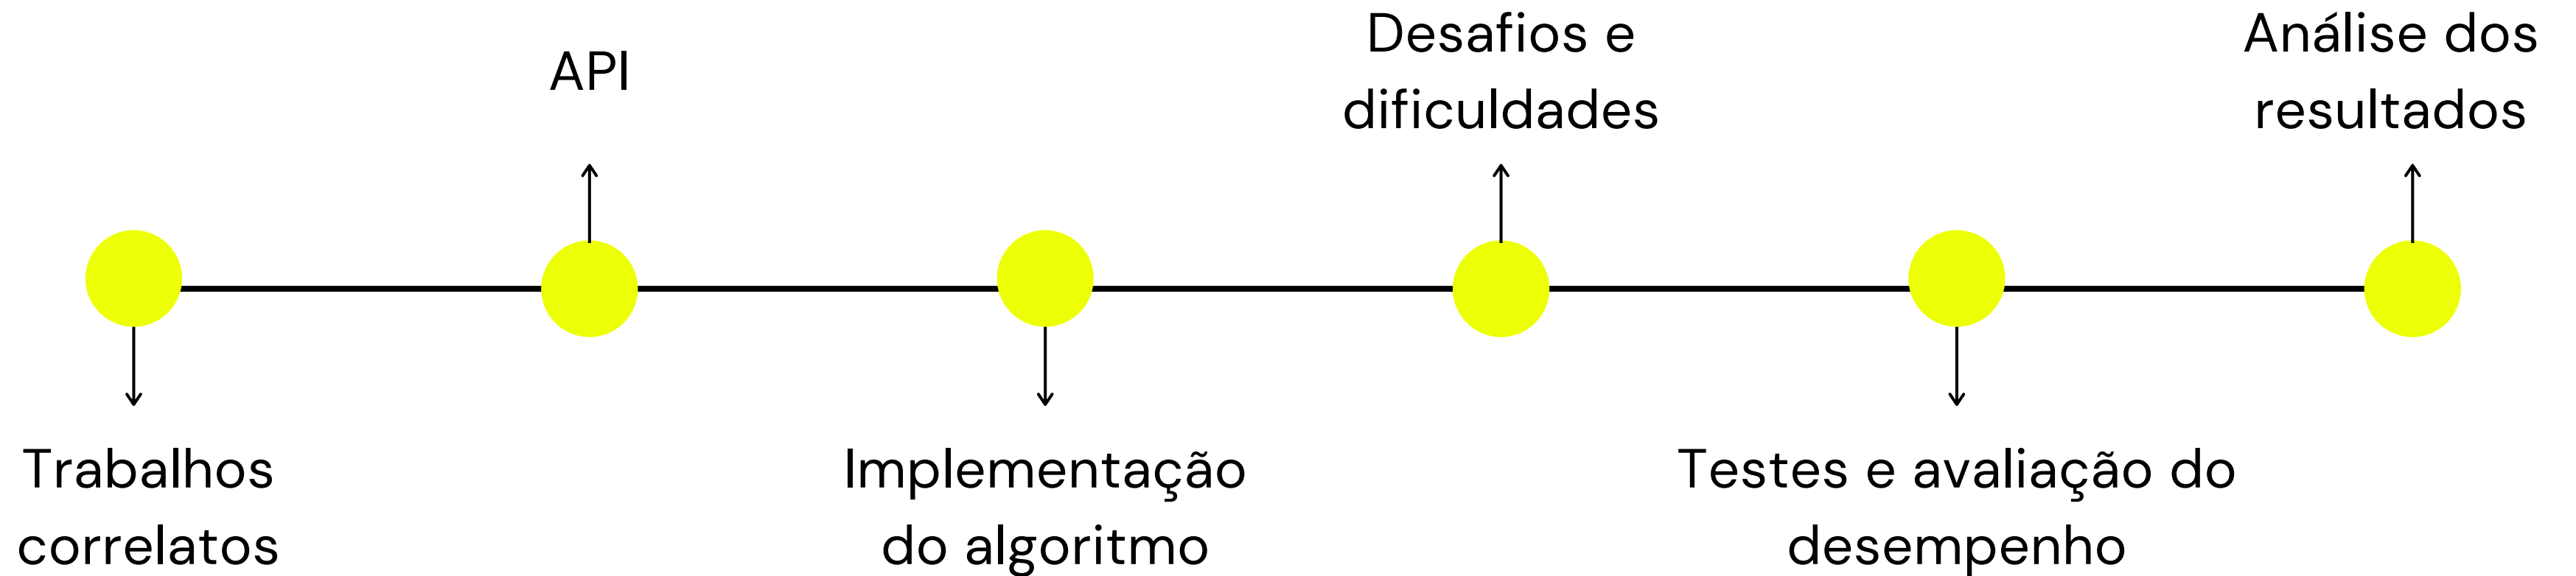 Trabalhos
correlatos
API
Implementação
do algoritmo
Desafios e
dificuldades
Testes e avaliação do
desempenho
Análise dos
resultados